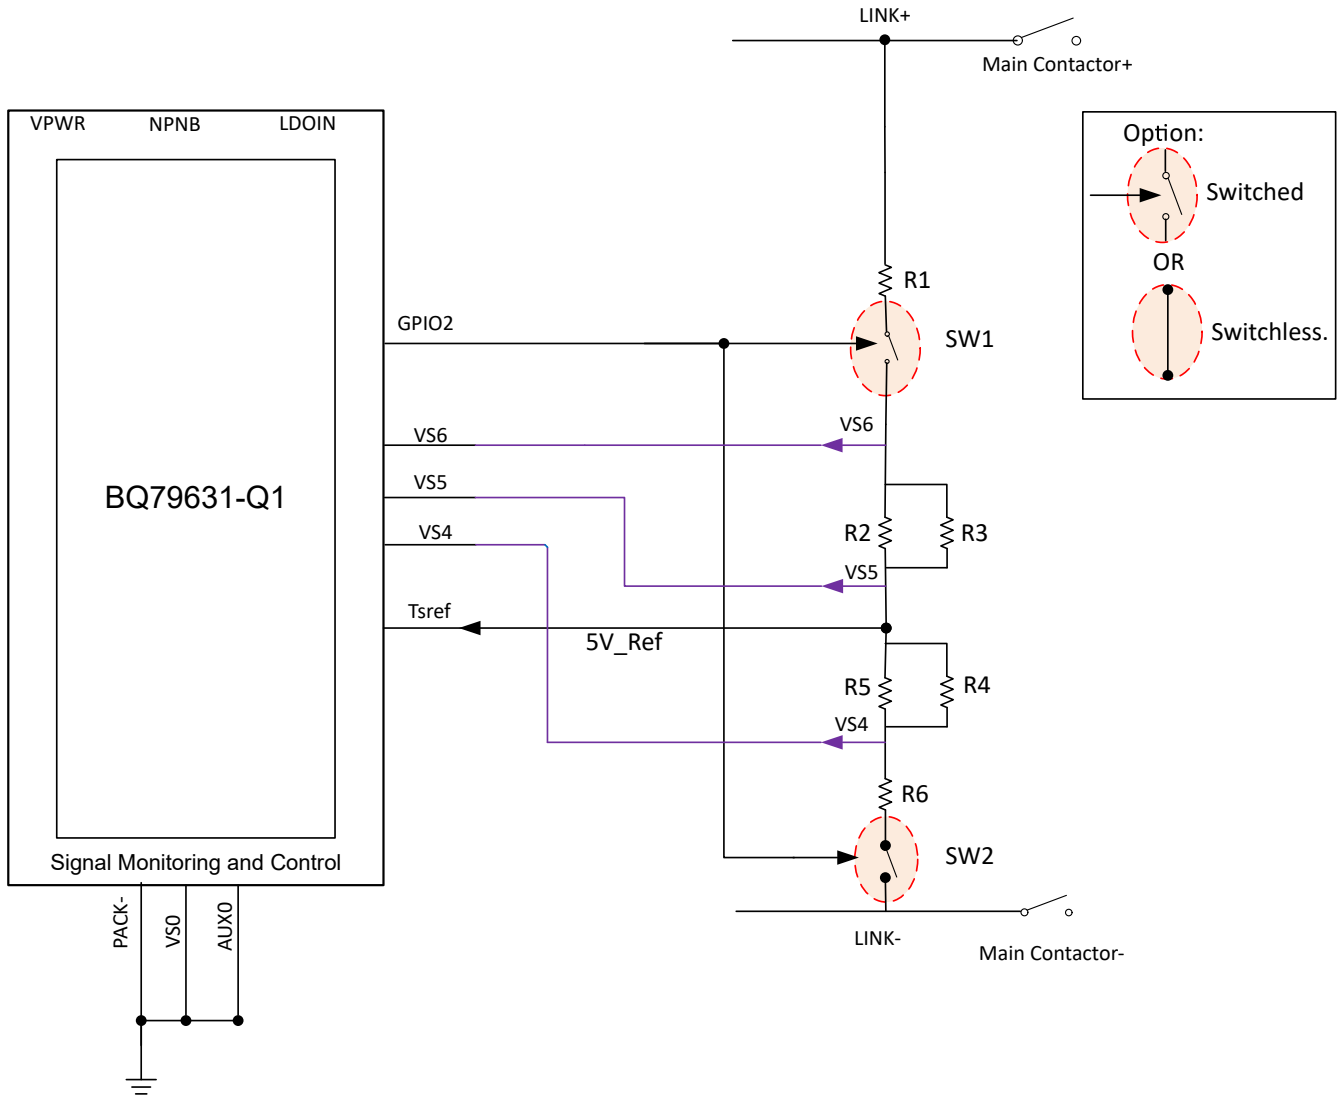 LINK+
Main Contactor+
VPWR
NPNB
LDOIN
Option:
Switched
OR
Switchless.
R1
GPIO2
SW1
VS6
VS6
VS5
BQ79631-Q1
VS4
R2
R3
VS5
Tsref
5V_Ref
R5
R4
VS4
R6
SW2
Signal Monitoring and Control
PACK-
VS0
AUX0
LINK-
Main Contactor-